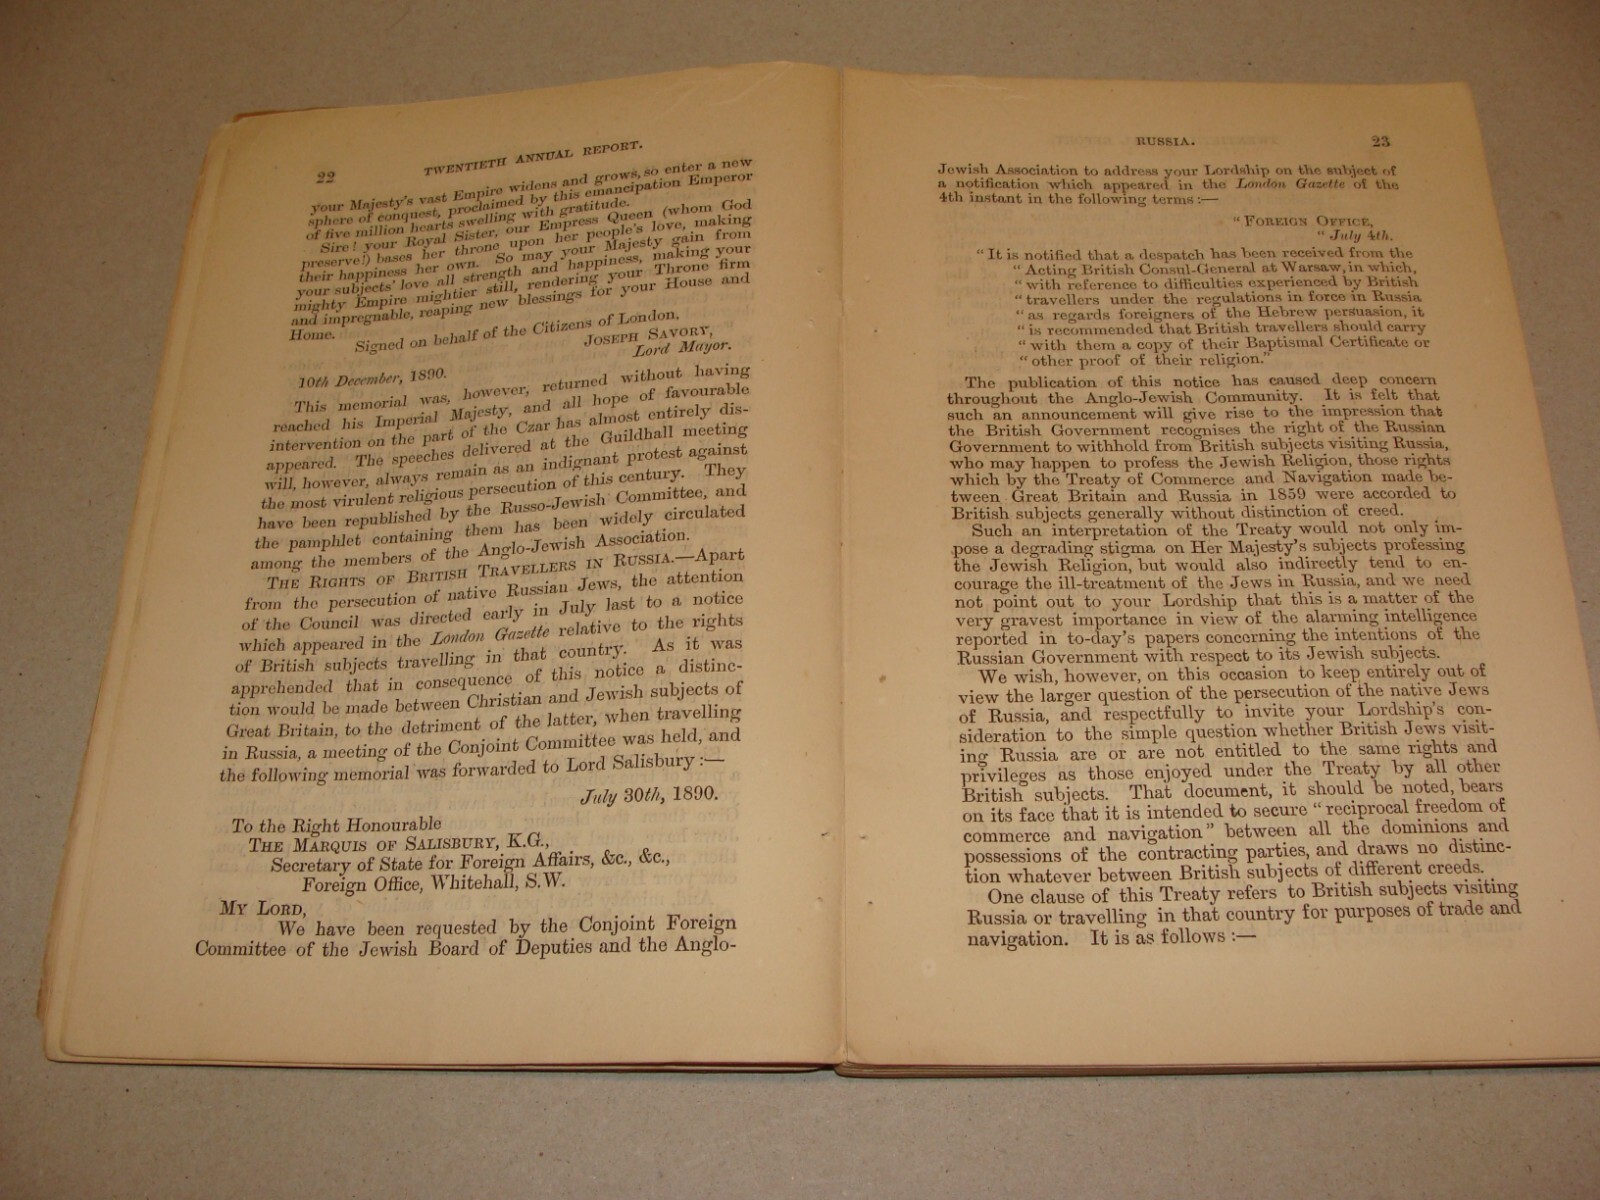 22
TWENTIETH ANNUAL REPORT.
your Majesty's vast Empire widens and grows, so enter a new
sphere of conquest, proclaimed by this emancipation Emperor
of five million hearts swelling with gratitude.
Sire! your Royal Sister, our Empress Queen (whom God
preserve!) bases her throne upon her people's love, making
their happiness her own. So may your Majesty gain from
your subjects' love all strength and happiness, making your
mighty Empire mightier still, rendering your Throne firm
and impregnable, reaping new blessings for your House and
Home.
Signed on behalf of the Citizens of London,
JOSEPH SAVORY,
Lord Mayor.
10th December, 1890.
This memorial was, however, returned without having
reached his Imperial Majesty, and all hope of favourable
intervention on the part of the Czar has almost entirely dis-
appeared. The speeches delivered at the Guildhall meeting
will, however, always remain as an indignant protest against
the most virulent religious persecution of this century. They
have been republished by the Russo-Jewish Committee, and
the pamphlet containing them has been widely circulated
among the members of the Anglo-Jewish Association.
THE RIGHTS OF BRITISH TRAVELLERS IN RUSSIA.—Apart
from the persecution of native Russian Jews, the attention
of the Council was directed early in July last to a notice
which appeared in the London Gazette relative to the rights
of British subjects travelling in that country. As it was
apprehended that in consequence of this notice a distinc-
tion would be made between Christian and Jewish subjects of
Great Britain, to the detriment of the latter, when travelling
in Russia, a meeting of the Conjoint Committee was held, and
the following memorial was forwarded to Lord Salisbury :—
July 30th, 1890.
To the Right Honourable
THE MARQUIS OF SALISBURY, K.G.,
Secretary of State for Foreign Affairs, &c., &c.,
Foreign Office, Whitehall, S.W.
MY LORD,
We have been requested by the Conjoint Foreign
Committee of the Jewish Board of Deputies and the Anglo-
RUSSIA.
23
Jewish Association to address your Lordship on the subject of
a notification which appeared in the London Gazette of the
4th instant in the following terms :—
"FOREIGN OFFICE,
"July 4th.
"It is notified that a despatch has been received from the
"Acting British Consul-General at Warsaw, in which,
"with reference to difficulties experienced by British
"travellers under the regulations in force in Russia
"as regards foreigners of the Hebrew persuasion, it
"is recommended that British travellers should carry
"with them a copy of their Baptismal Certificate or
"other proof of their religion."
The publication of this notice has caused deep concern
throughout the Anglo-Jewish Community. It is felt that
such an announcement will give rise to the impression that
the British Government recognises the right of the Russian
Government to withhold from British subjects visiting Russia,
who may happen to profess the Jewish Religion, those rights
which by the Treaty of Commerce and Navigation made be-
tween Great Britain and Russia in 1859 were accorded to
British subjects generally without distinction of creed.
Such an interpretation of the Treaty would not only im-
pose a degrading stigma on Her Majesty's subjects professing
the Jewish Religion, but would also indirectly tend to en-
courage the ill-treatment of the Jews in Russia, and we need
not point out to your Lordship that this is a matter of the
very gravest importance in view of the alarming intelligence
reported in to-day's papers concerning the intentions of the
Russian Government with respect to its Jewish subjects.
We wish, however, on this occasion to keep entirely out of
view the larger question of the persecution of the native Jews
of Russia, and respectfully to invite your Lordship's con-
sideration to the simple question whether British Jews visit-
ing Russia are or are not entitled to the same rights and
privileges as those enjoyed under the Treaty by all other
British subjects. That document, it should be noted, bears
on its face that it is intended to secure "reciprocal freedom of
commerce and navigation" between all the dominions and
possessions of the contracting parties, and draws no distinc-
tion whatever between British subjects of different creeds.
One clause of this Treaty refers to British subjects visiting
Russia or travelling in that country for purposes of trade and
navigation. It is as follows :—